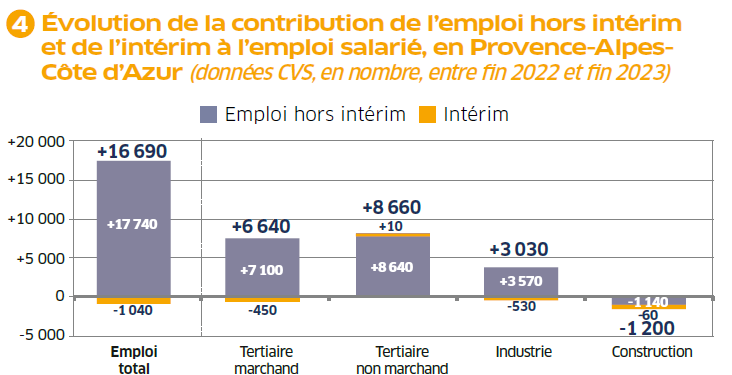 4 Évolution de la contribution de l'emploi hors intérim
et de l'intérim à l'emploi salarié, en Provence-Alpes-
Côte d'Azur (données CVS, en nombre, entre fin 2022 et fin 2023)
Emploi hors intérim Intérim
+20 000
+15 000
+10 000
+5 000
0
-5 000
+16 690
+17 740
-1 040
+6 640
+7 100
-450
+8 660
+10
+8 640
+3 030
+3 570
-530
-1 140
-60
-1 200
Emploi
total
Tertiaire
marchand
Tertiaire
non marchand
Industrie
Construction